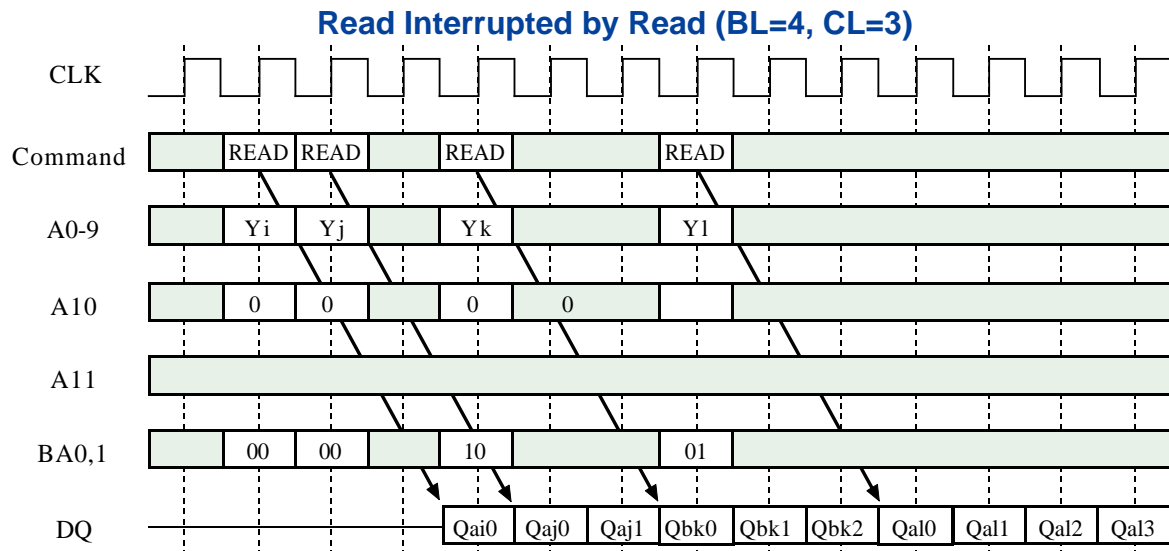 Read Interrupted by Read (BL=4, CL=3)
CLK
Command READ READ READ READ
A0-9 Yi Yj Yk Yl
A10 0 0 0 0
A11
BA0,1 00 00 10 01
DQ Qai0 Qaj0 Qaj1 Qbk0 Qbk1 Qbk2 Qal0 Qal1 Qal2 Qal3